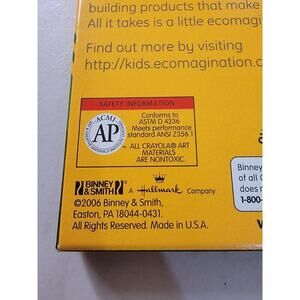 building products that make
All it takes is a little ecomagin
Find out more by visiting
http://kids.ecomagination.c
SAFETY INFORMATION
ACMI
AP
Conforms to
ASTM D 4236
Meets performance
standard ANSI Z356.1
ALL CRAYOLA® ART
MATERIALS
ARE NONTOXIC.
BINNEY
& SMITH
A Hallmark Company
©2006 Binney & Smith,
Easton, PA 18044-0431.
All Rights Reserved. Made in U.S.A.
Binney
of all C
does n
1-800-